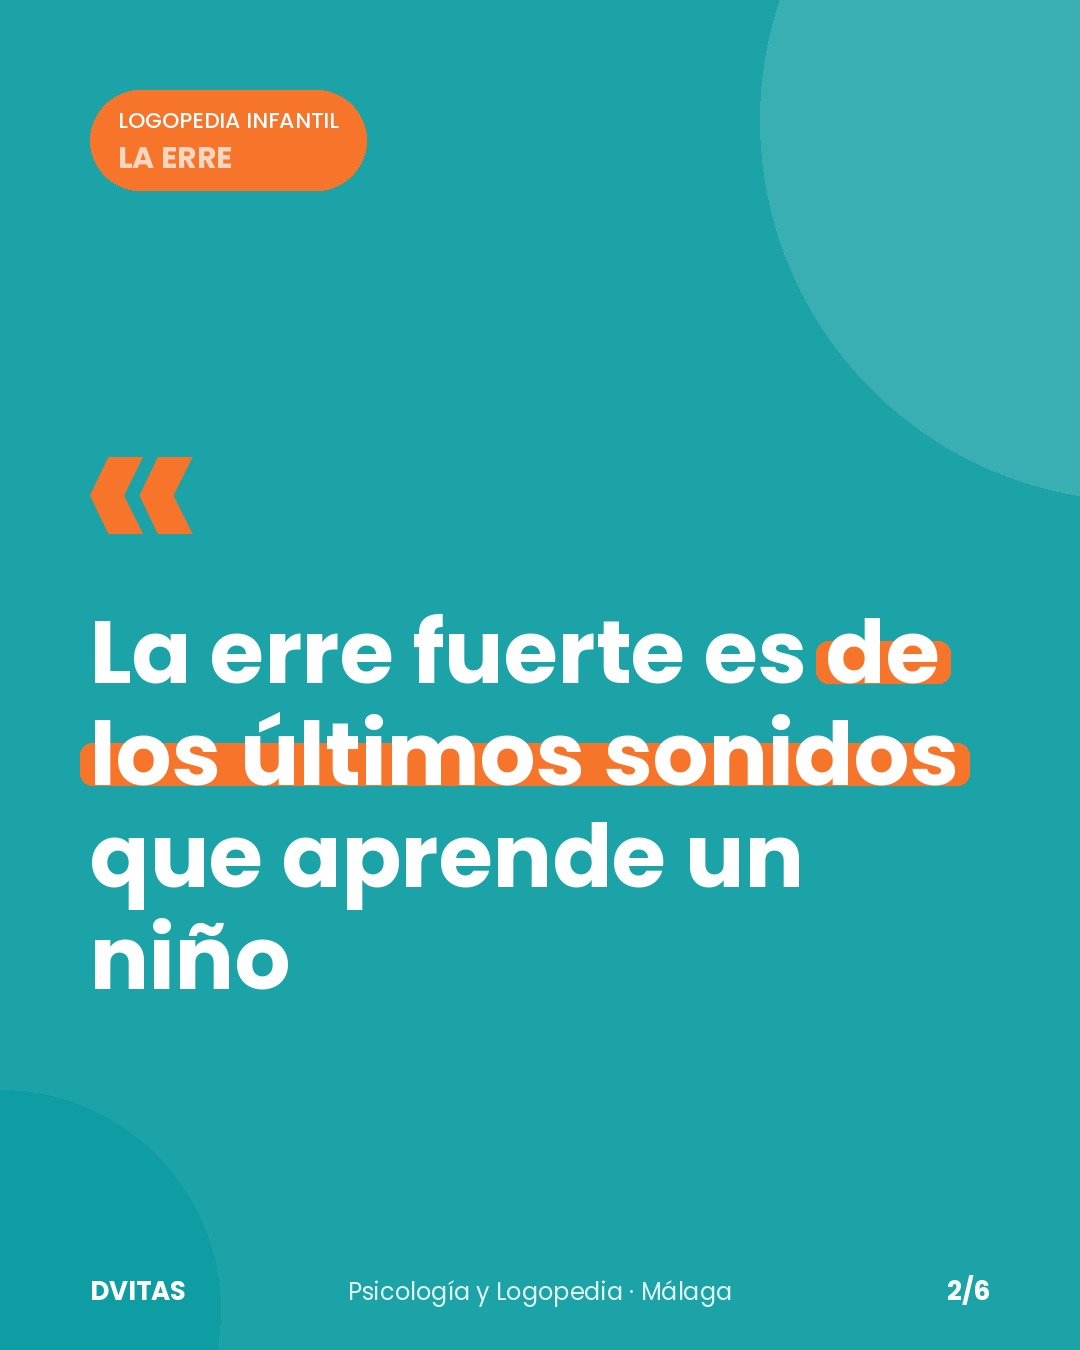 LOGOPEDIA INFANTIL
LA ERRE
«
La erre fuerte es de
los últimos sonidos
que aprende un
niño
DVITAS
Psicología y Logopedia · Málaga
2/6